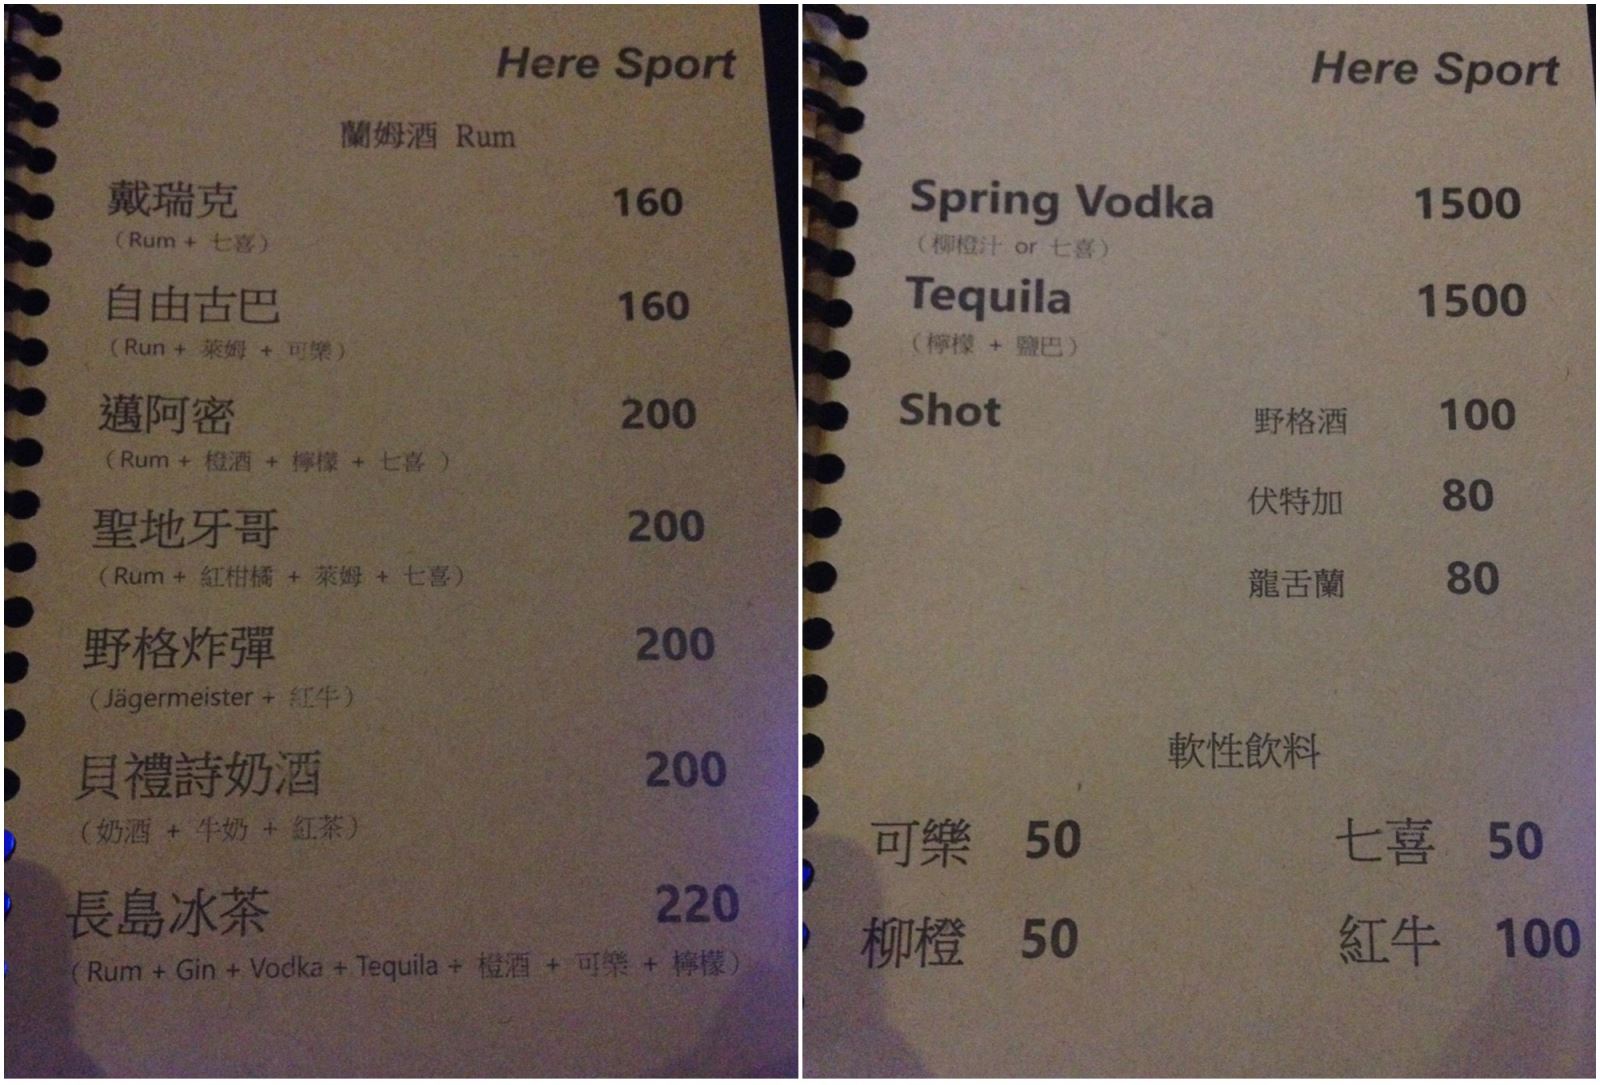 Here Sport
蘭姆酒 Rum
戴瑞克 160
(Rum + 七喜)
自由古巴 160
(Run + 萊姆 + 可樂)
邁阿密 200
(Rum + 橙酒 + 檸檬 + 七喜 )
聖地牙哥 200
(Rum + 紅柑橘 + 萊姆 + 七喜)
野格炸彈 200
(Jägermeister + 紅牛)
貝禮詩奶酒 200
(奶酒 + 牛奶 + 紅茶)
長島冰茶 220
(Rum + Gin + Vodka + Tequila + 橙酒 + 可樂 + 檸檬)
Here Sport
Spring Vodka 1500
(柳橙汁 or 七喜)
Tequila 1500
(檸檬 + 鹽巴)
Shot 野格酒 100
伏特加 80
龍舌蘭 80
軟性飲料
可樂 50 七喜 50
柳橙 50 紅牛 100